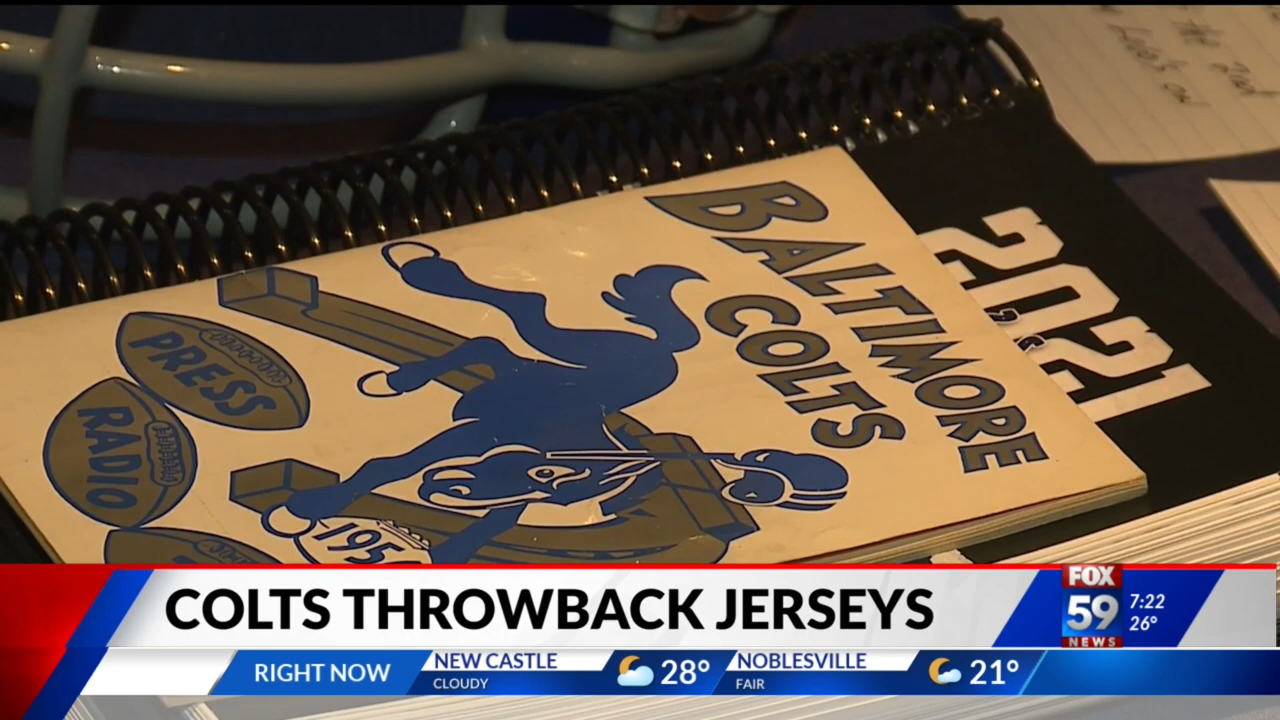 BALTIMORE
COLTS
PRESS
RADIO
195
2021
COLTS THROWBACK JERSEYS
FOX
59
NEWS
7:22
26°
RIGHT NOW
NEW CASTLE
CLOUDY
28°
NOBLESVILLE
FAIR
21°